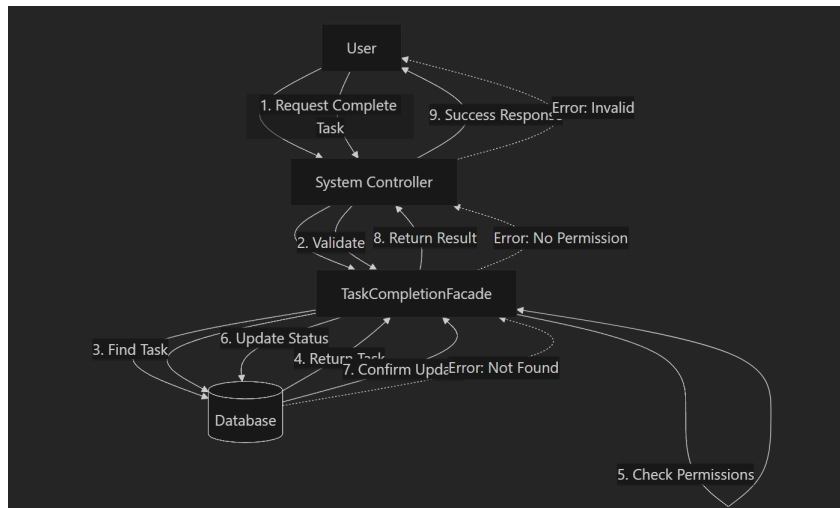 User
1. Request Complete
Task
9. Success Response
Error: Invalid
System Controller
2. Validate
8. Return Result
Error: No Permission
TaskCompletionFacade
3. Find Task
6. Update Status
4. Return Task
7. Confirm Upda
Error: Not Found
Database
5. Check Permissions